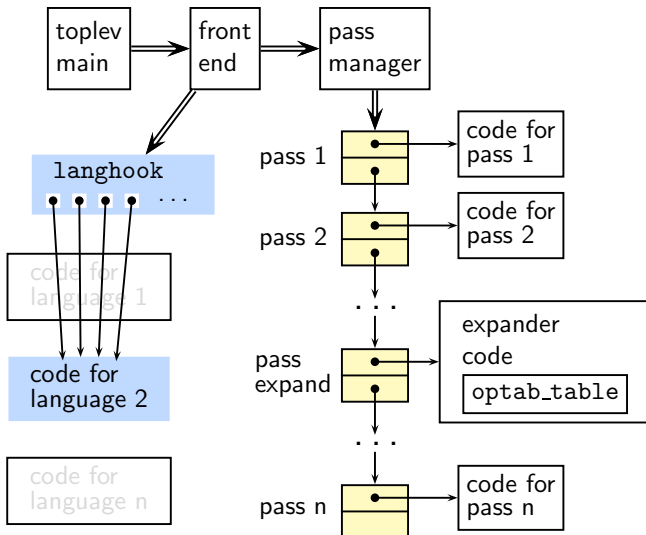 toplev
main
front
end
pass
manager
langhook
. . .
pass 1
code for
pass 1
pass 2
code for
pass 2
code for
language 1
. . .
expander
code
optab_table
pass
expand
code for
language 2
. . .
code for
language n
pass n
code for
pass n